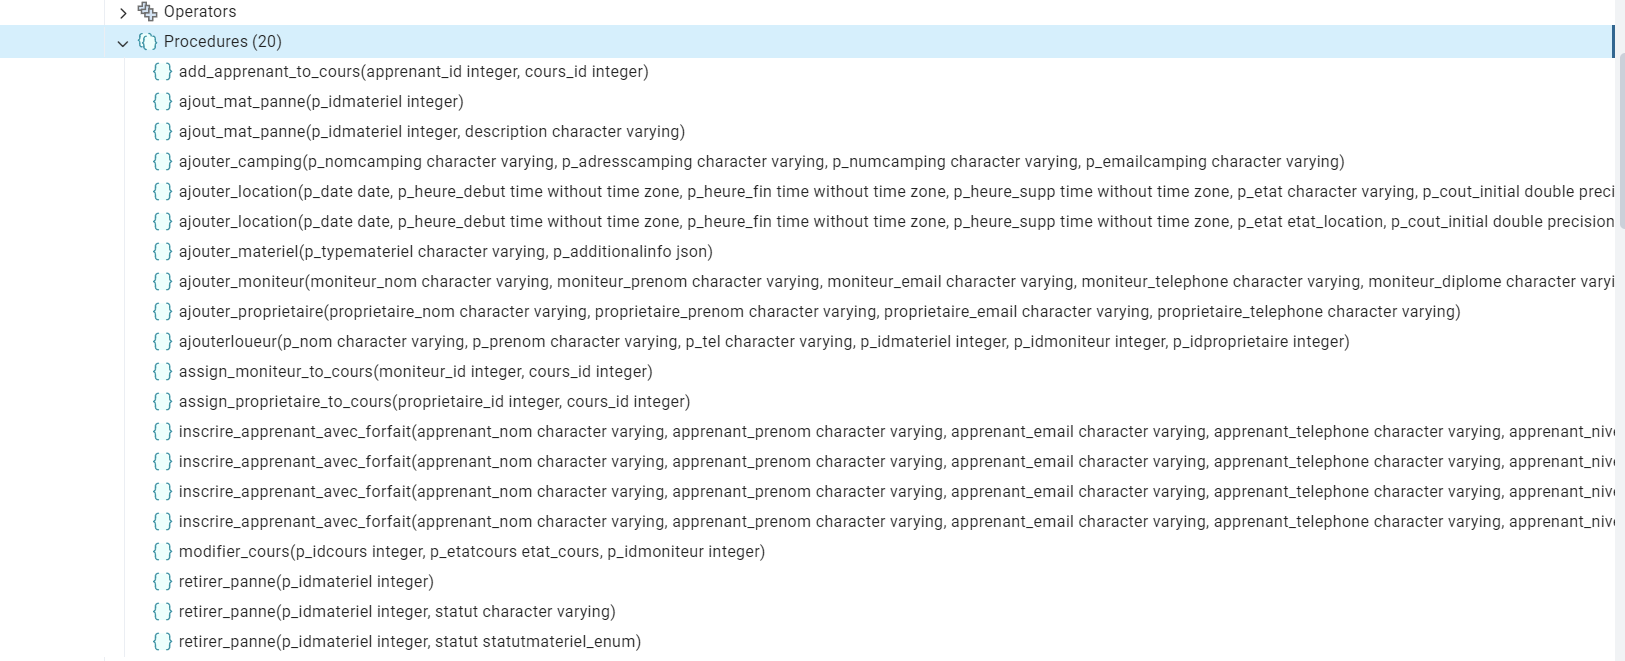 Operators
Procedures (20)
add_apprenant_to_cours(apprenant_id integer, cours_id integer)
ajout_mat_panne(p_idmateriel integer)
ajout_mat_panne(p_idmateriel integer, description character varying)
ajouter_camping(p_nomcamping character varying, p_adresscamping character varying, p_numcamping character varying, p_emailcamping character varying)
ajouter_location(p_date date, p_heure_debut time without time zone, p_heure_fin time without time zone, p_heure_supp time without time zone, p_etat character varying, p_cout_initial double preci
ajouter_location(p_date date, p_heure_debut time without time zone, p_heure_fin time without time zone, p_heure_supp time without time zone, p_etat etat_location, p_cout_initial double precision
ajouter_materiel(p_typemateriel character varying, p_additionalinfo json)
ajouter_moniteur(moniteur_nom character varying, moniteur_prenom character varying, moniteur_email character varying, moniteur_telephone character varying, moniteur_diplome character varyi
ajouter_proprietaire(proprietaire_nom character varying, proprietaire_prenom character varying, proprietaire_email character varying, proprietaire_telephone character varying)
ajouterloueur(p_nom character varying, p_prenom character varying, p_tel character varying, p_idmateriel integer, p_idmoniteur integer, p_idproprietaire integer)
assign_moniteur_to_cours(moniteur_id integer, cours_id integer)
assign_proprietaire_to_cours(proprietaire_id integer, cours_id integer)
inscrire_apprenant_avec_forfait(apprenant_nom character varying, apprenant_prenom character varying, apprenant_email character varying, apprenant_telephone character varying, apprenant_niv
inscrire_apprenant_avec_forfait(apprenant_nom character varying, apprenant_prenom character varying, apprenant_email character varying, apprenant_telephone character varying, apprenant_niv
inscrire_apprenant_avec_forfait(apprenant_nom character varying, apprenant_prenom character varying, apprenant_email character varying, apprenant_telephone character varying, apprenant_niv
inscrire_apprenant_avec_forfait(apprenant_nom character varying, apprenant_prenom character varying, apprenant_email character varying, apprenant_telephone character varying, apprenant_niv
modifier_cours(p_idcours integer, p_etatcours etat_cours, p_idmoniteur integer)
retirer_panne(p_idmateriel integer)
retirer_panne(p_idmateriel integer, statut character varying)
retirer_panne(p_idmateriel integer, statut statutmateriel_enum)